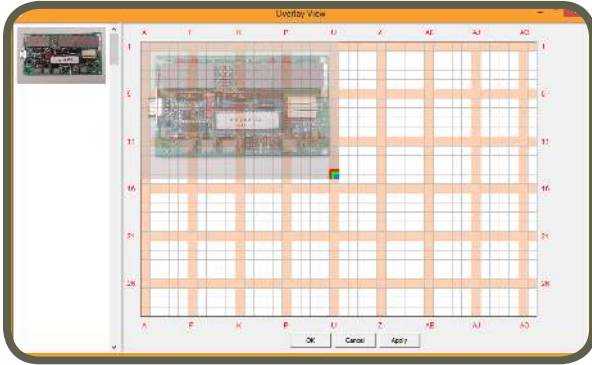 Overlay View
A F K P U Z AE AJ AO
1 1
6 6
11 11
16 16
21 21
26 26
A F K P U Z AE AJ AO
OK Cancel Apply